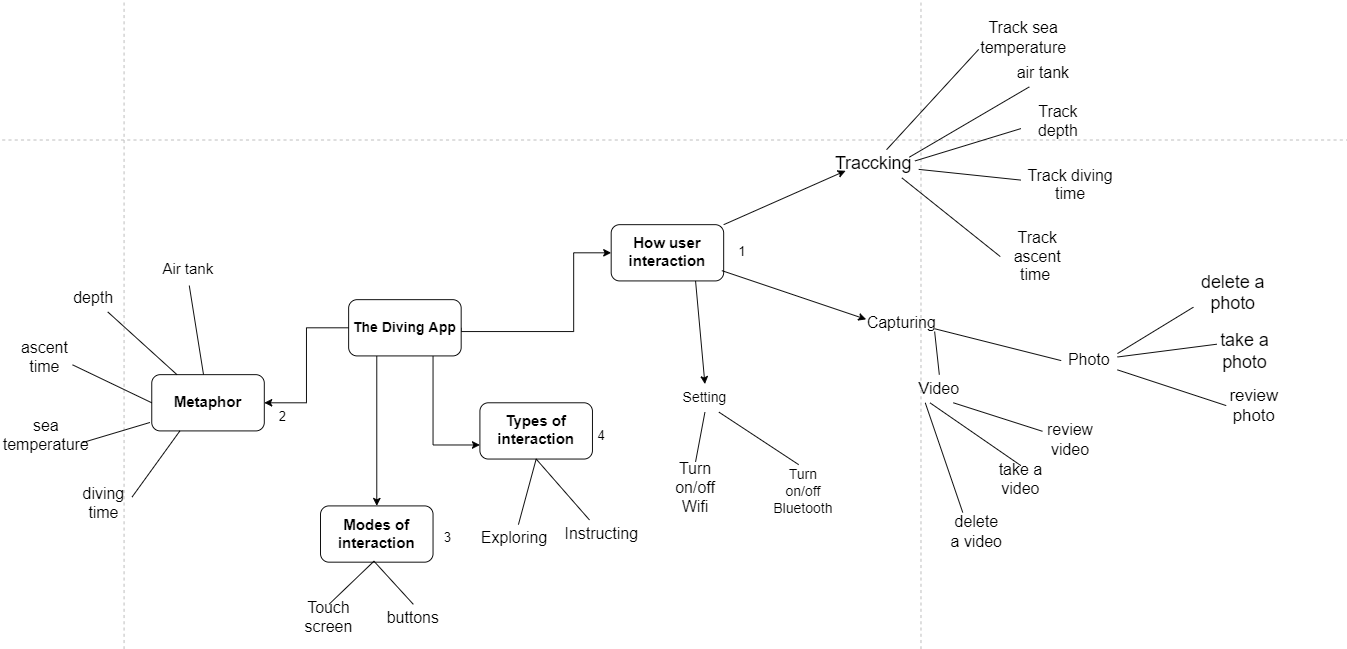 The Diving App
How user
interaction
1
Traccking
Track sea
temperature
air tank
Track
depth
Track diving
time
Track
ascent
time
Capturing
Photo
delete a
photo
take a
photo
review
photo
Video
review
video
take a
video
delete
a video
Setting
Turn
on/off
Wifi
Turn
on/off
Bluetooth
Metaphor
2
Air tank
depth
ascent
time
sea
temperature
diving
time
Modes of
interaction
3
Touch
screen
buttons
Types of
interaction
4
Exploring
Instructing